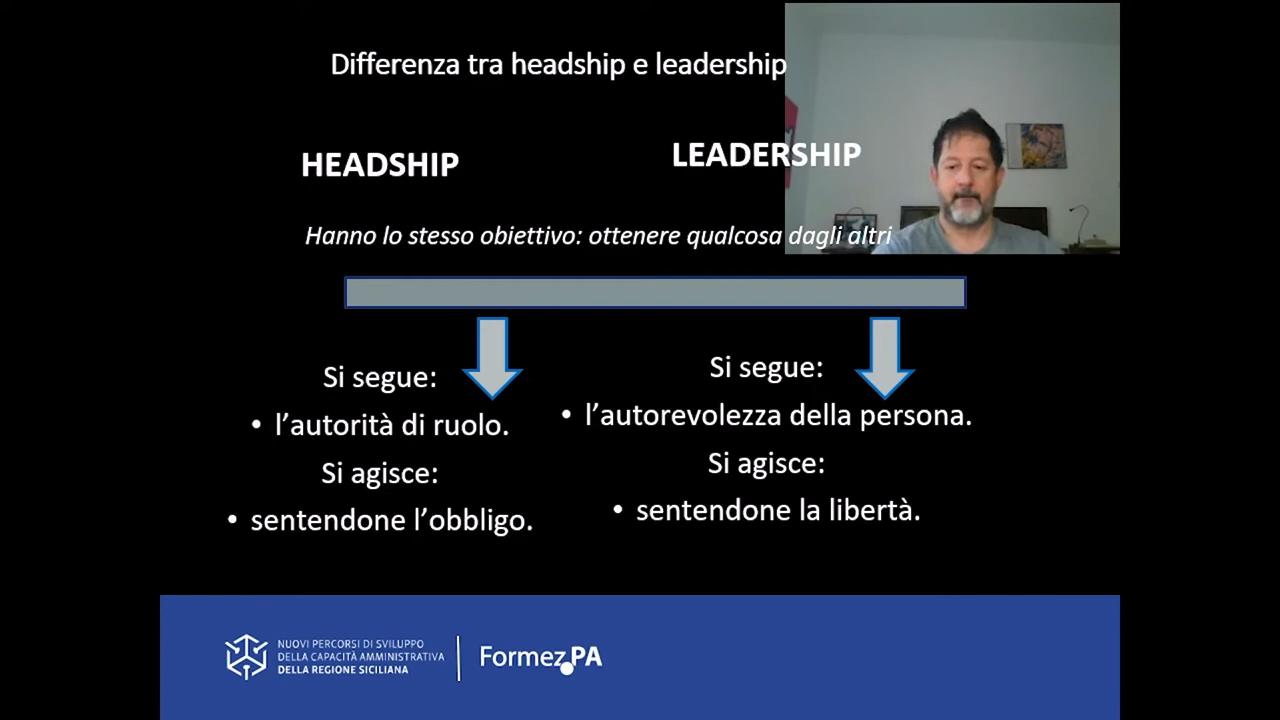 Differenza tra headship e leadership
HEADSHIP
LEADERSHIP
Hanno lo stesso obiettivo: ottenere qualcosa dagli altri
Si segue:
• l’autorità di ruolo.
Si agisce:
• sentendone l’obbligo.
Si segue:
• l’autorevolezza della persona.
Si agisce:
• sentendone la libertà.
NUOVI PERCORSI DI SVILUPPO
DELLA CAPACITÀ AMMINISTRATIVA
DELLA REGIONE SICILIANA
Formez PA